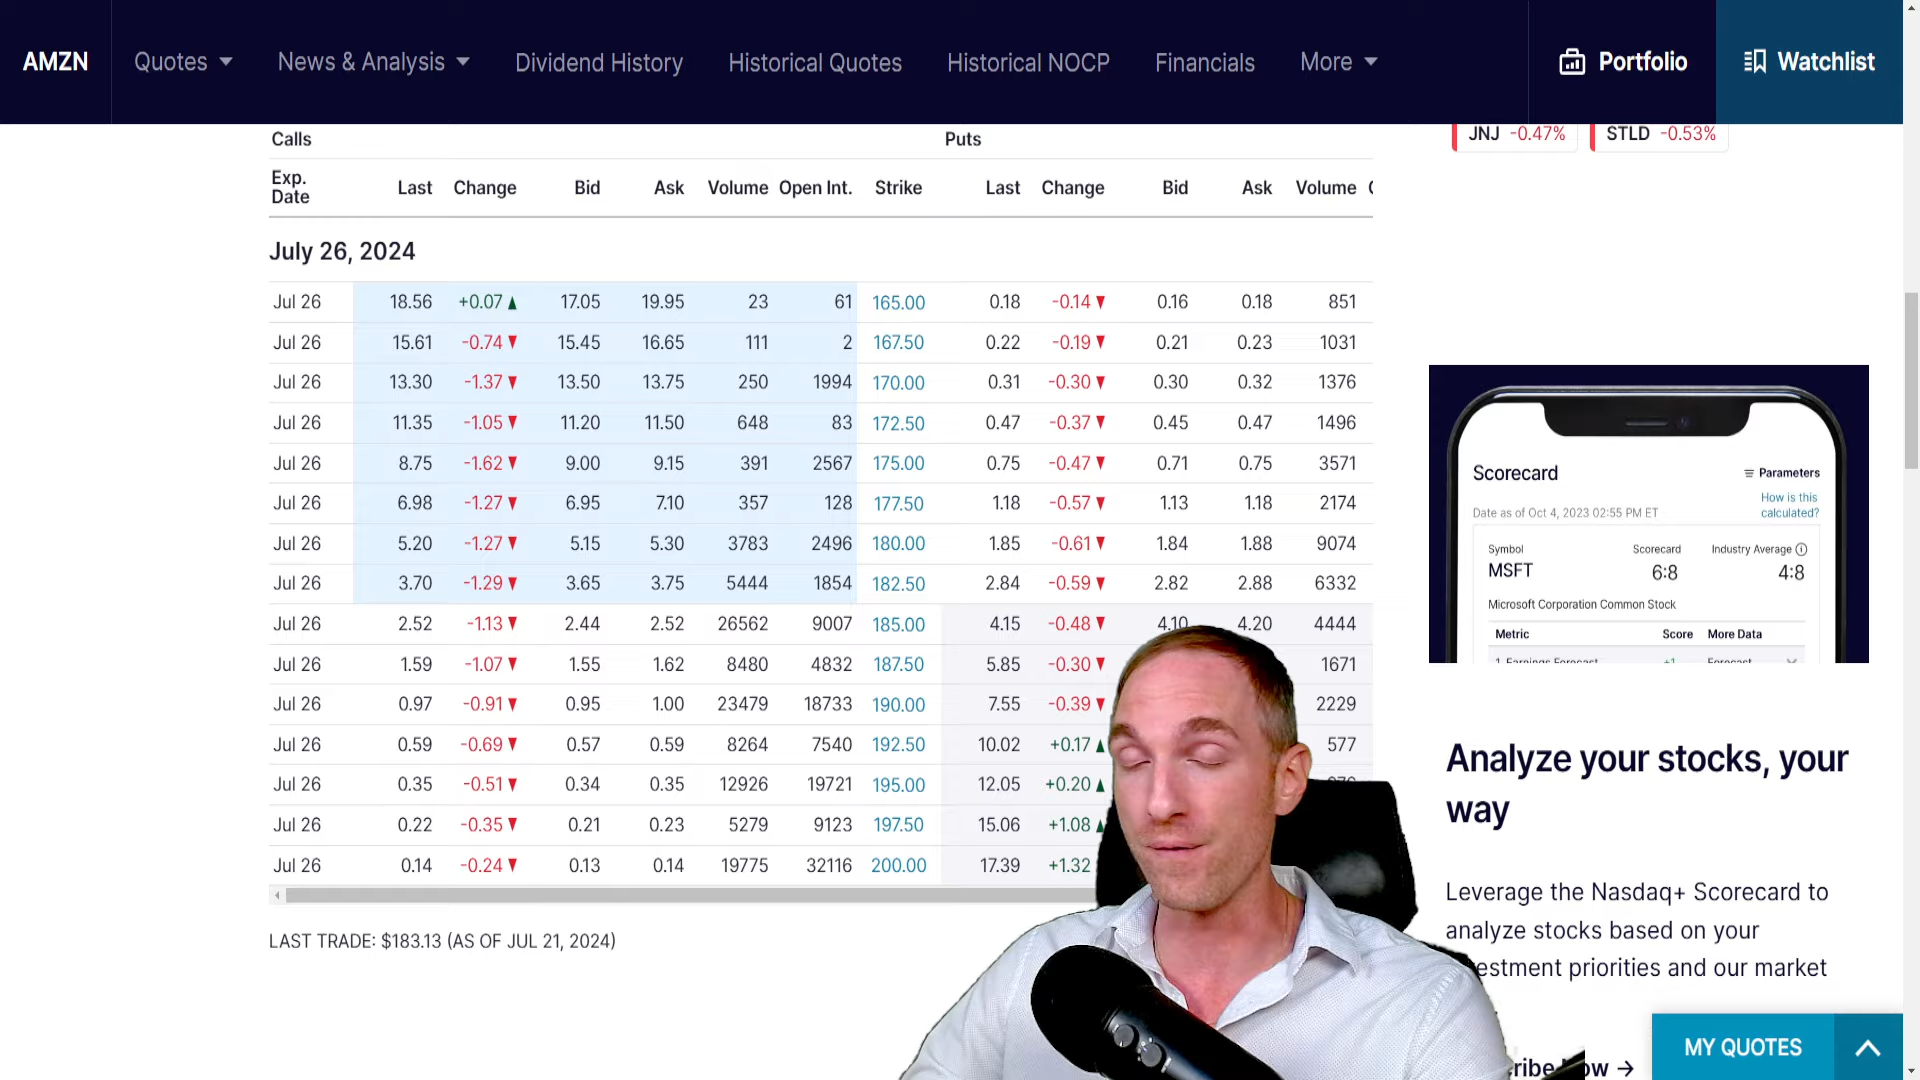 AMZN Quotes News & Analysis Dividend History Historical Quotes Historical NOCP Financials More Portfolio Watchlist
JNJ -0.47% STLD -0.53%
Calls Puts
Exp. Date Last Change Bid Ask Volume Open Int. Strike Last Change Bid Ask Volume
July 26, 2024
Jul 26 18.56 +0.07 ▲ 17.05 19.95 23 61 165.00 0.18 -0.14 ▼ 0.16 0.18 851
Jul 26 15.61 -0.74 ▼ 15.45 16.65 111 2 167.50 0.22 -0.19 ▼ 0.21 0.23 1031
Jul 26 13.30 -1.37 ▼ 13.50 13.75 250 1994 170.00 0.31 -0.30 ▼ 0.30 0.32 1376
Jul 26 11.35 -1.05 ▼ 11.20 11.50 648 83 172.50 0.47 -0.37 ▼ 0.45 0.47 1496
Jul 26 8.75 -1.62 ▼ 9.00 9.15 391 2567 175.00 0.75 -0.47 ▼ 0.71 0.75 3571
Jul 26 6.98 -1.27 ▼ 6.95 7.10 357 128 177.50 1.18 -0.57 ▼ 1.13 1.18 2174
Jul 26 5.20 -1.27 ▼ 5.15 5.30 3783 2496 180.00 1.85 -0.61 ▼ 1.84 1.88 9074
Jul 26 3.70 -1.29 ▼ 3.65 3.75 5444 1854 182.50 2.84 -0.59 ▼ 2.82 2.88 6332
Jul 26 2.52 -1.13 ▼ 2.44 2.52 26562 9007 185.00 4.15 -0.48 ▼ 4.10 4.20 4444
Jul 26 1.59 -1.07 ▼ 1.55 1.62 8480 4832 187.50 5.85 -0.30 ▼ 1671
Jul 26 0.97 -0.91 ▼ 0.95 1.00 23479 18733 190.00 7.55 -0.39 ▼ 2229
Jul 26 0.59 -0.69 ▼ 0.57 0.59 8264 7540 192.50 10.02 +0.17 ▲ 577
Jul 26 0.35 -0.51 ▼ 0.34 0.35 12926 19721 195.00 12.05 +0.20 ▲
Jul 26 0.22 -0.35 ▼ 0.21 0.23 5279 9123 197.50 15.06 +1.08 ▲
Jul 26 0.14 -0.24 ▼ 0.13 0.14 19775 32116 200.00 17.39 +1.32
LAST TRADE: $183.13 (AS OF JUL 21, 2024)
Scorecard Parameters
How is this
calculated?
Date as of Oct 4, 2023 02:55 PM ET
Symbol Scorecard Industry Average
MSFT 6:8 4:8
Microsoft Corporation Common Stock
Metric Score More Data
1. Earnings Forecast +1 Forecast
Analyze your stocks, your
way
Leverage the Nasdaq+ Scorecard to
analyze stocks based on your
priorities and our market
MY QUOTES